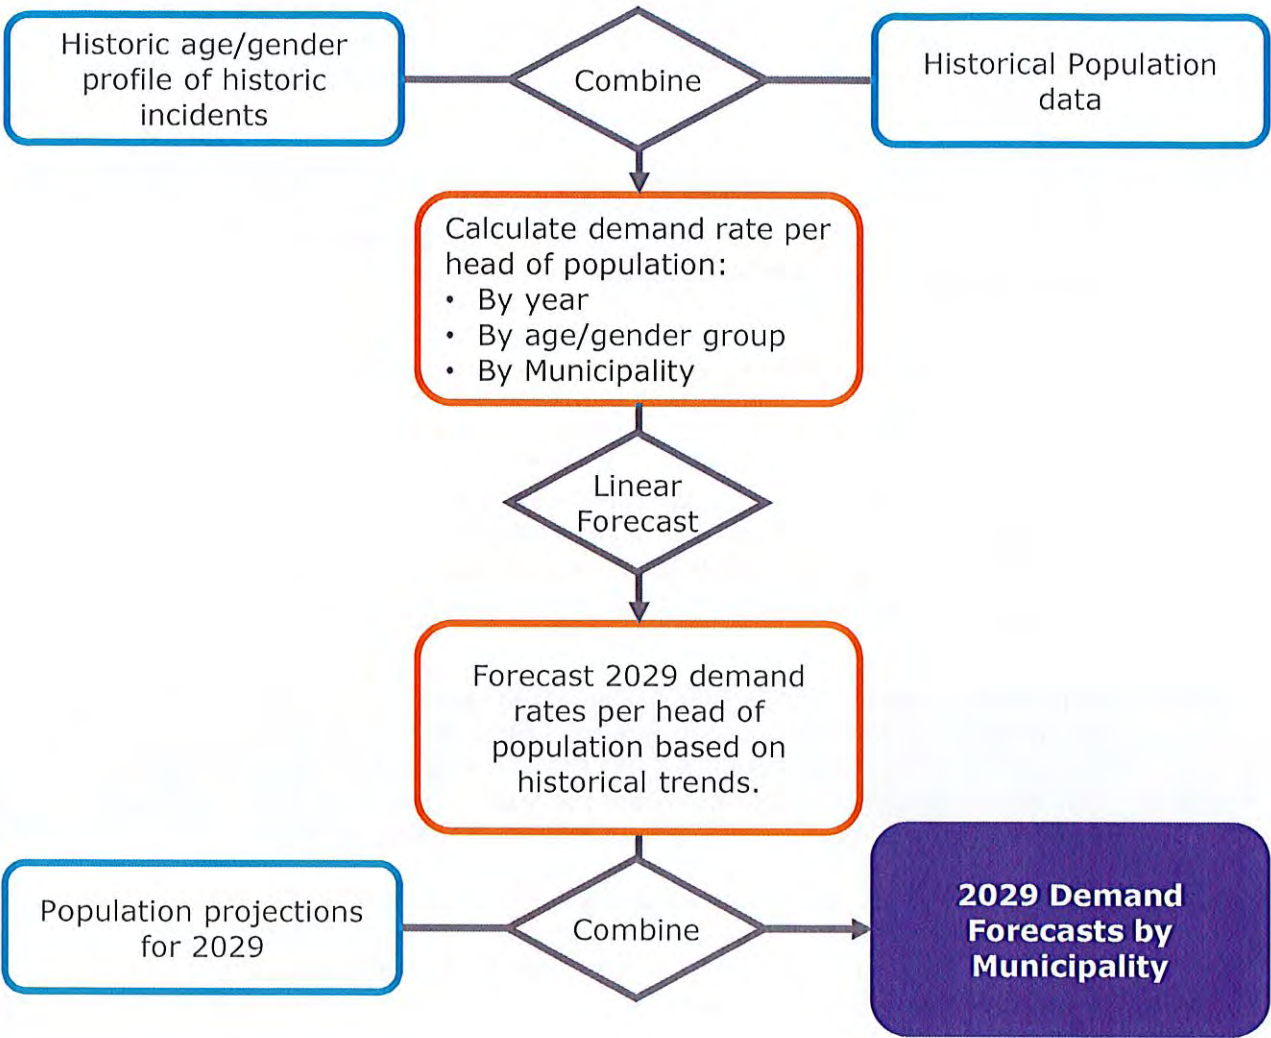 Historic age/gender
profile of historic
incidents
Combine
Historical Population
data
Calculate demand rate per
head of population:
• By year
• By age/gender group
• By Municipality
Linear
Forecast
Forecast 2029 demand
rates per head of
population based on
historical trends.
Population projections
for 2029
Combine
2029 Demand
Forecasts by
Municipality